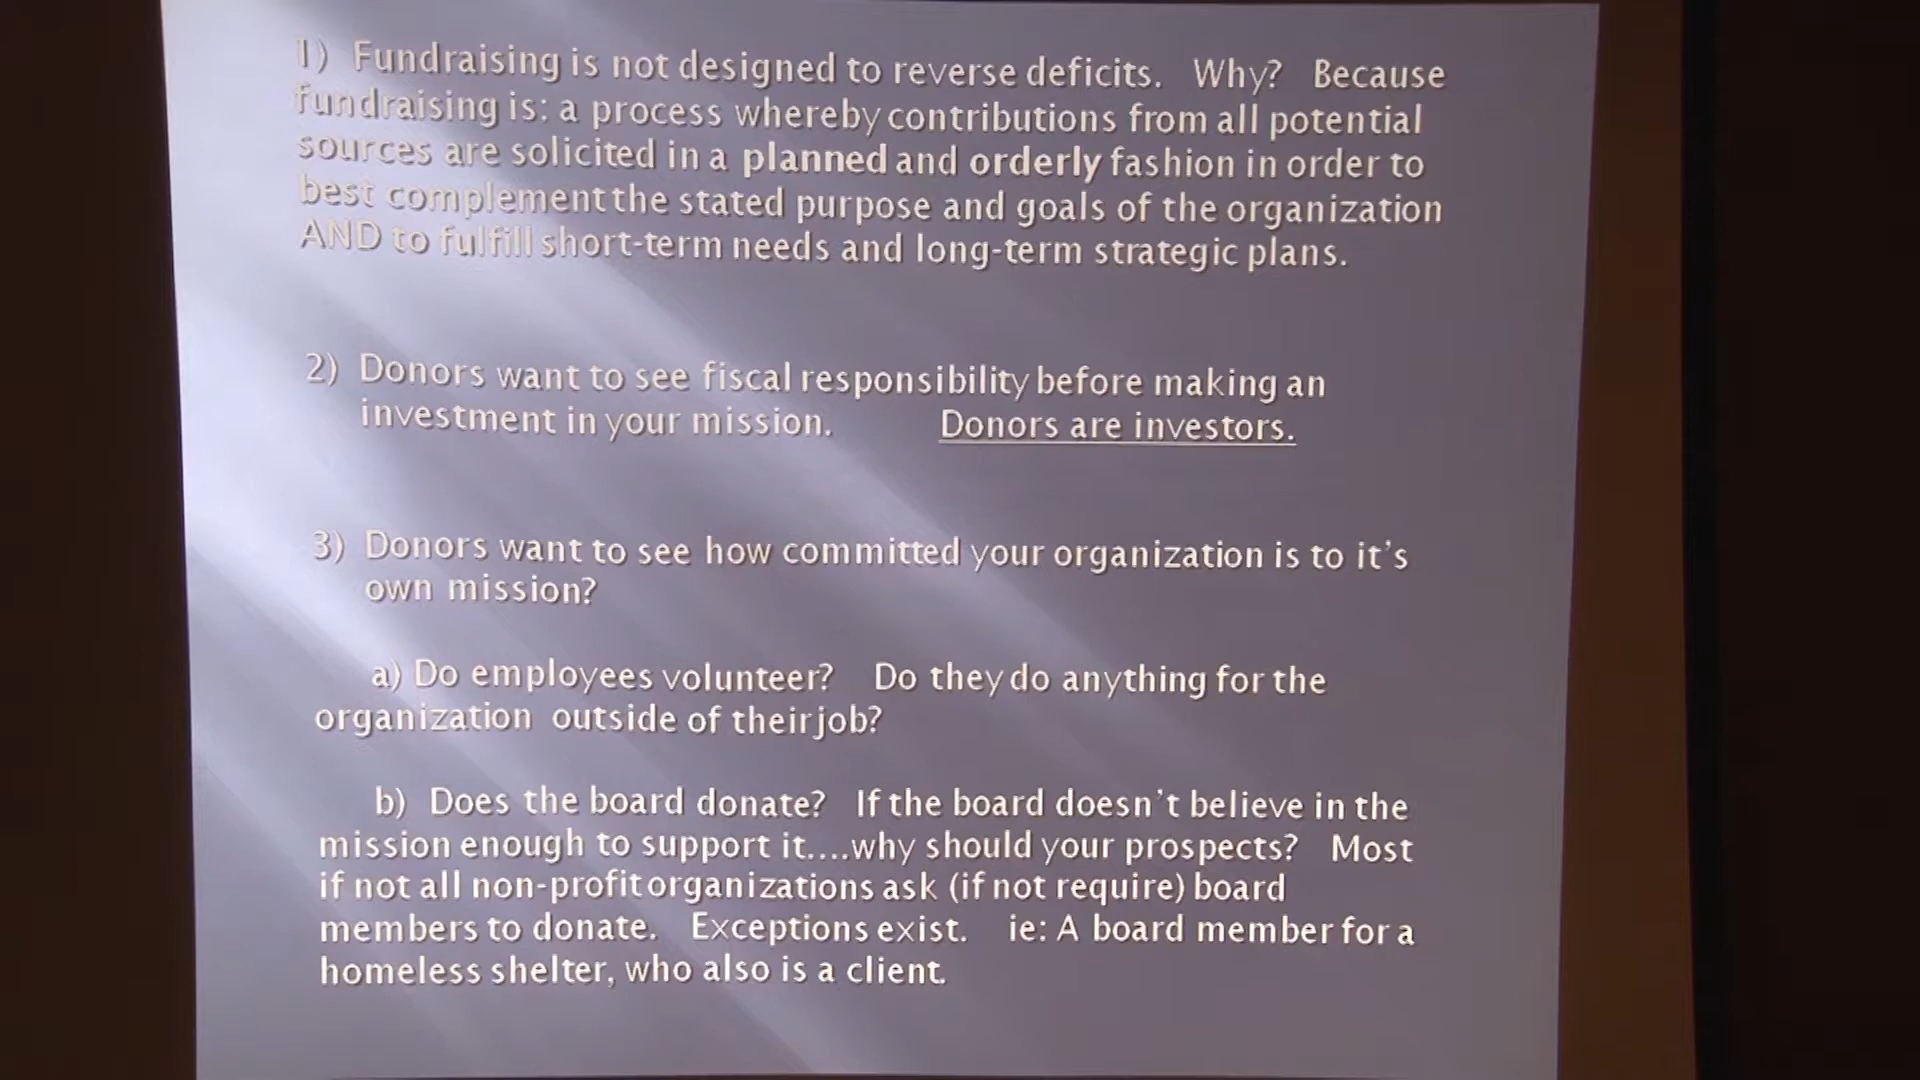 1) Fundraising is not designed to reverse deficits. Why? Because
fundraising is: a process whereby contributions from all potential
sources are solicited in a planned and orderly fashion in order to
best complement the stated purpose and goals of the organization
AND to fulfill short-term needs and long-term strategic plans.
2) Donors want to see fiscal responsibility before making an
investment in your mission. Donors are investors.
3) Donors want to see how committed your organization is to it's
own mission?
a) Do employees volunteer? Do they do anything for the
organization outside of their job?
b) Does the board donate? If the board doesn't believe in the
mission enough to support it....why should your prospects? Most
if not all non-profit organizations ask (if not require) board
members to donate. Exceptions exist. ie: A board member for a
homeless shelter, who also is a client.